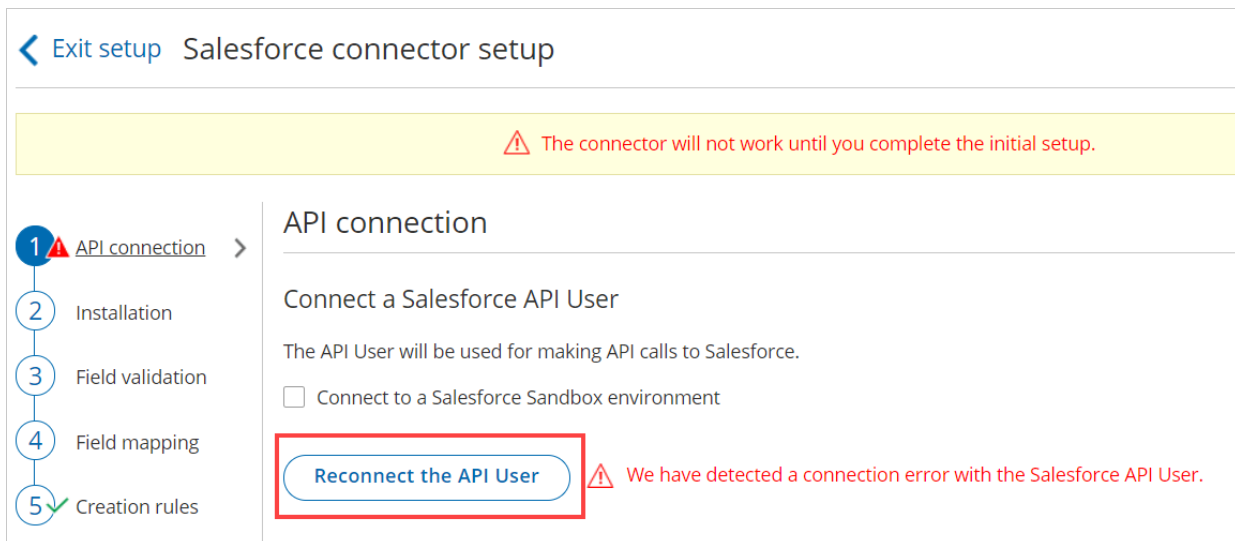 Exit setup Salesforce connector setup
The connector will not work until you complete the initial setup.
1 API connection
2 Installation
3 Field validation
4 Field mapping
5 Creation rules
API connection
Connect a Salesforce API User
The API User will be used for making API calls to Salesforce.
Connect to a Salesforce Sandbox environment
Reconnect the API User We have detected a connection error with the Salesforce API User.